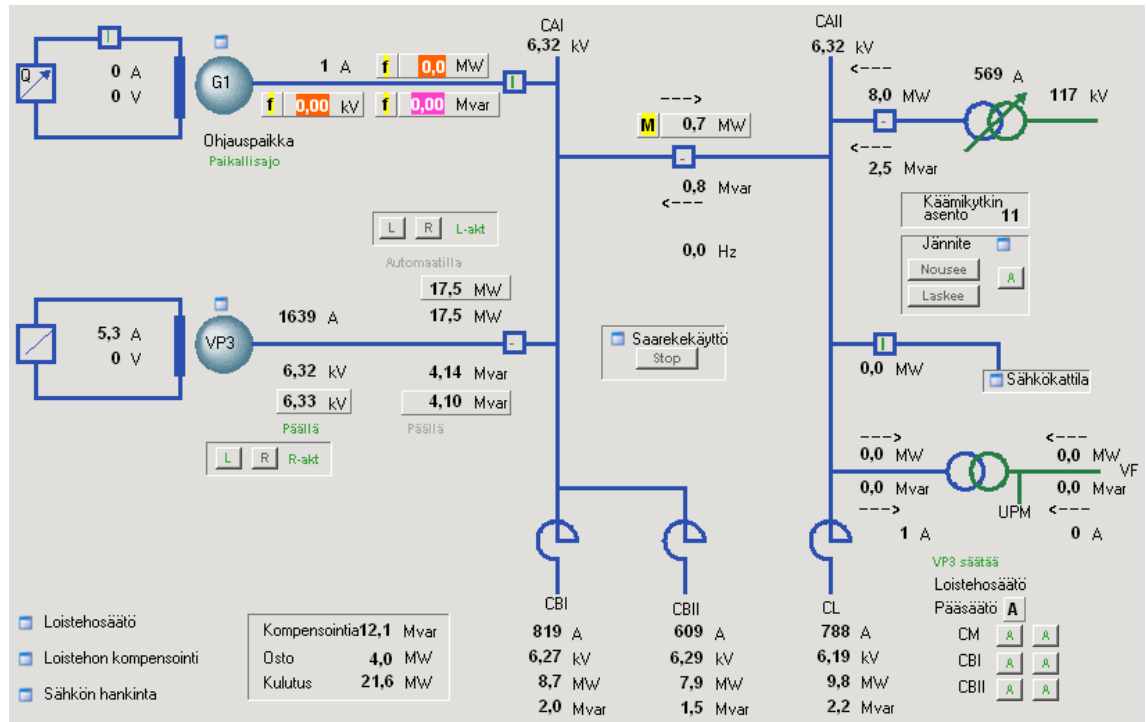 CAI
6,32 kV
CAII
6,32 kV
Q
0 A
0 V
G1
1 A
f 0,0 MW
f 0,00 kV
f 0,00 Mvar
Ohjauspaikka
Paikallisajo
--->
M 0,7 MW
0,8 Mvar
<---
0,0 Hz
<---
8,0 MW
<---
2,5 Mvar
569 A
117 kV
Käämikytkin
asento 11
Jännite
Nousee
Laskee
A
L R L-akt
Automaatilla
17,5 MW
17,5 MW
5,3 A
0 V
VP3
1639 A
6,32 kV
6,33 kV
Päällä
4,14 Mvar
4,10 Mvar
Päällä
L R R-akt
Saarekekäyttö
Stop
0,0 MW
Sähkökattila
--->
0,0 MW
0,0 Mvar
--->
1 A
<---
0,0 MW
VF
0,0 Mvar
UPM
<---
0 A
VP3 säätää
Loistehosäätö
Pääsäätö A
CM A A
CBI A A
CBII A A
CBI
819 A
6,27 kV
8,7 MW
2,0 Mvar
CBII
609 A
6,29 kV
7,9 MW
1,5 Mvar
CL
788 A
6,19 kV
9,8 MW
2,2 Mvar
Loistehosäätö
Loistehon kompensointi
Sähkön hankinta
Kompensointia 12,1 Mvar
Osto 4,0 MW
Kulutus 21,6 MW